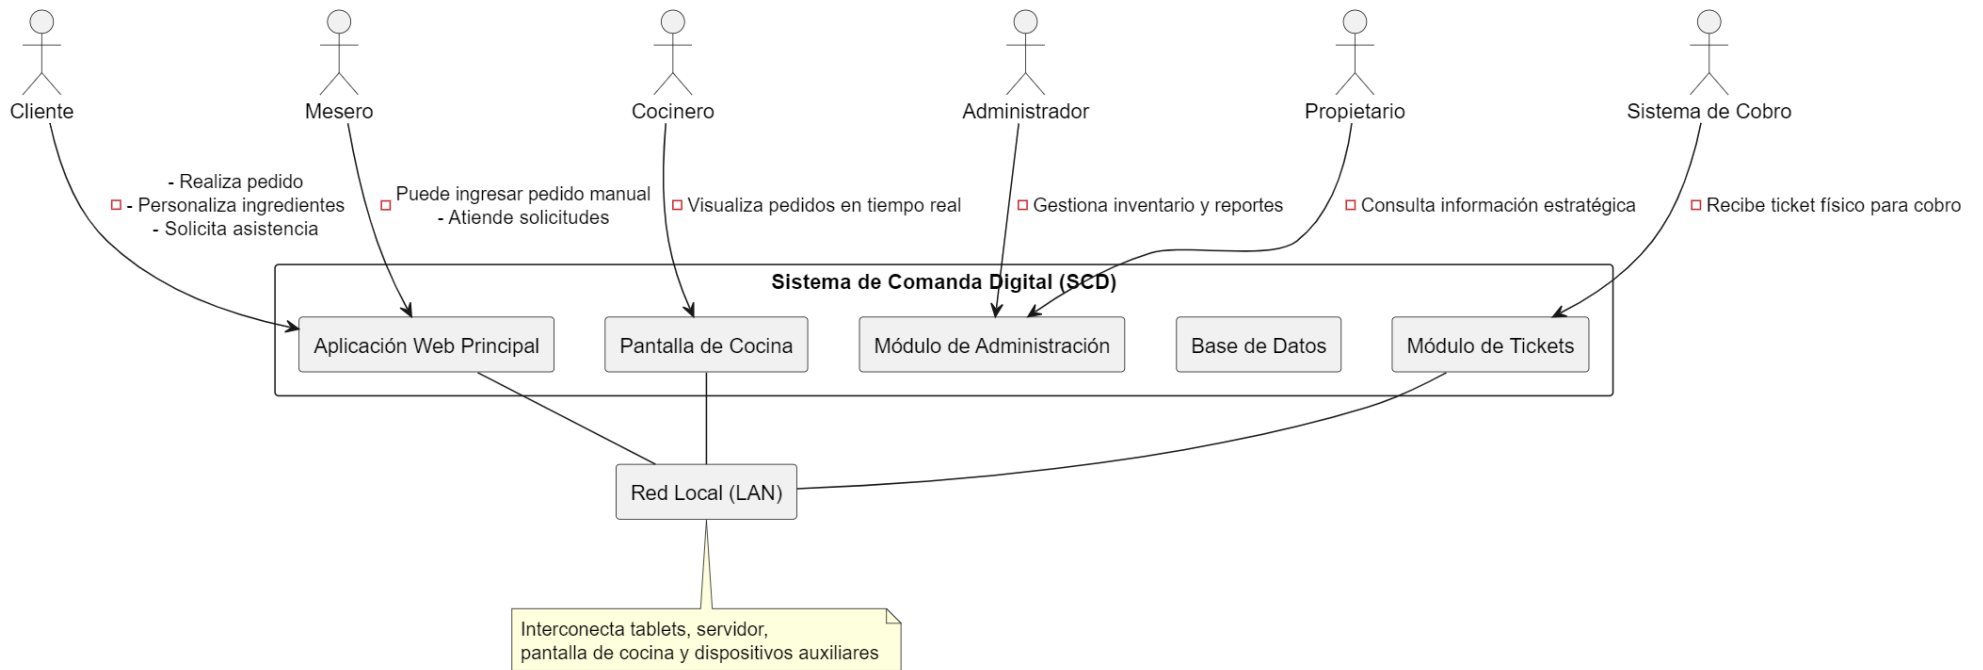 Cliente
Mesero
Cocinero
Administrador
Propietario
Sistema de Cobro
- Realiza pedido
- Personaliza ingredientes
- Solicita asistencia
Puede ingresar pedido manual
- Atiende solicitudes
Visualiza pedidos en tiempo real
Gestiona inventario y reportes
Consulta información estratégica
Recibe ticket físico para cobro
Sistema de Comanda Digital (SCD)
Aplicación Web Principal
Pantalla de Cocina
Módulo de Administración
Base de Datos
Módulo de Tickets
Red Local (LAN)
Interconecta tablets, servidor,
pantalla de cocina y dispositivos auxiliares